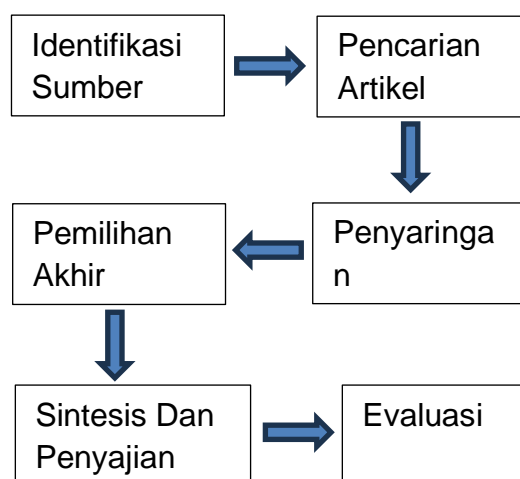 Identifikasi
Sumber
Pencarian
Artikel
Penyaringa
n
Pemilihan
Akhir
Sintesis Dan
Penyajian
Evaluasi